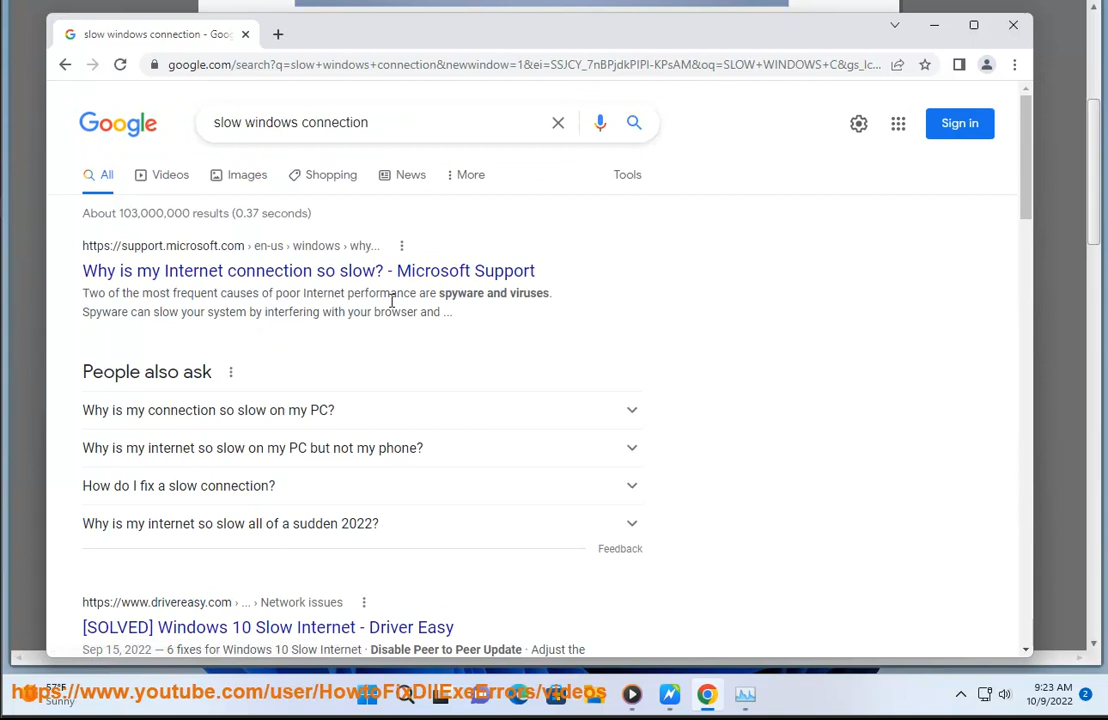 slow windows connection - Goo
google.com/search?q=slow+windows+connection&newwindow=1&ei=SSJCY_7nBPjdkPIPl-KPsAM&oq=SLOW+WINDOWS+C&gs_lc...
Google
slow windows connection
Sign in
All
Videos
Images
Shopping
News
More
Tools
About 103,000,000 results (0.37 seconds)
https://support.microsoft.com › en-us › windows › why...
Why is my Internet connection so slow? - Microsoft Support
Two of the most frequent causes of poor Internet performance are spyware and viruses.
Spyware can slow your system by interfering with your browser and ...
People also ask
Why is my connection so slow on my PC?
Why is my internet so slow on my PC but not my phone?
How do I fix a slow connection?
Why is my internet so slow all of a sudden 2022?
Feedback
https://www.drivereasy.com › ... › Network issues
[SOLVED] Windows 10 Slow Internet - Driver Easy
Sep 15, 2022 — 6 fixes for Windows 10 Slow Internet · Disable Peer to Peer Update · Adjust the
57°F
Sunny
https://www.youtube.com/user/HowtoFixDllExeErrors/videos
9:23 AM
10/9/2022
2